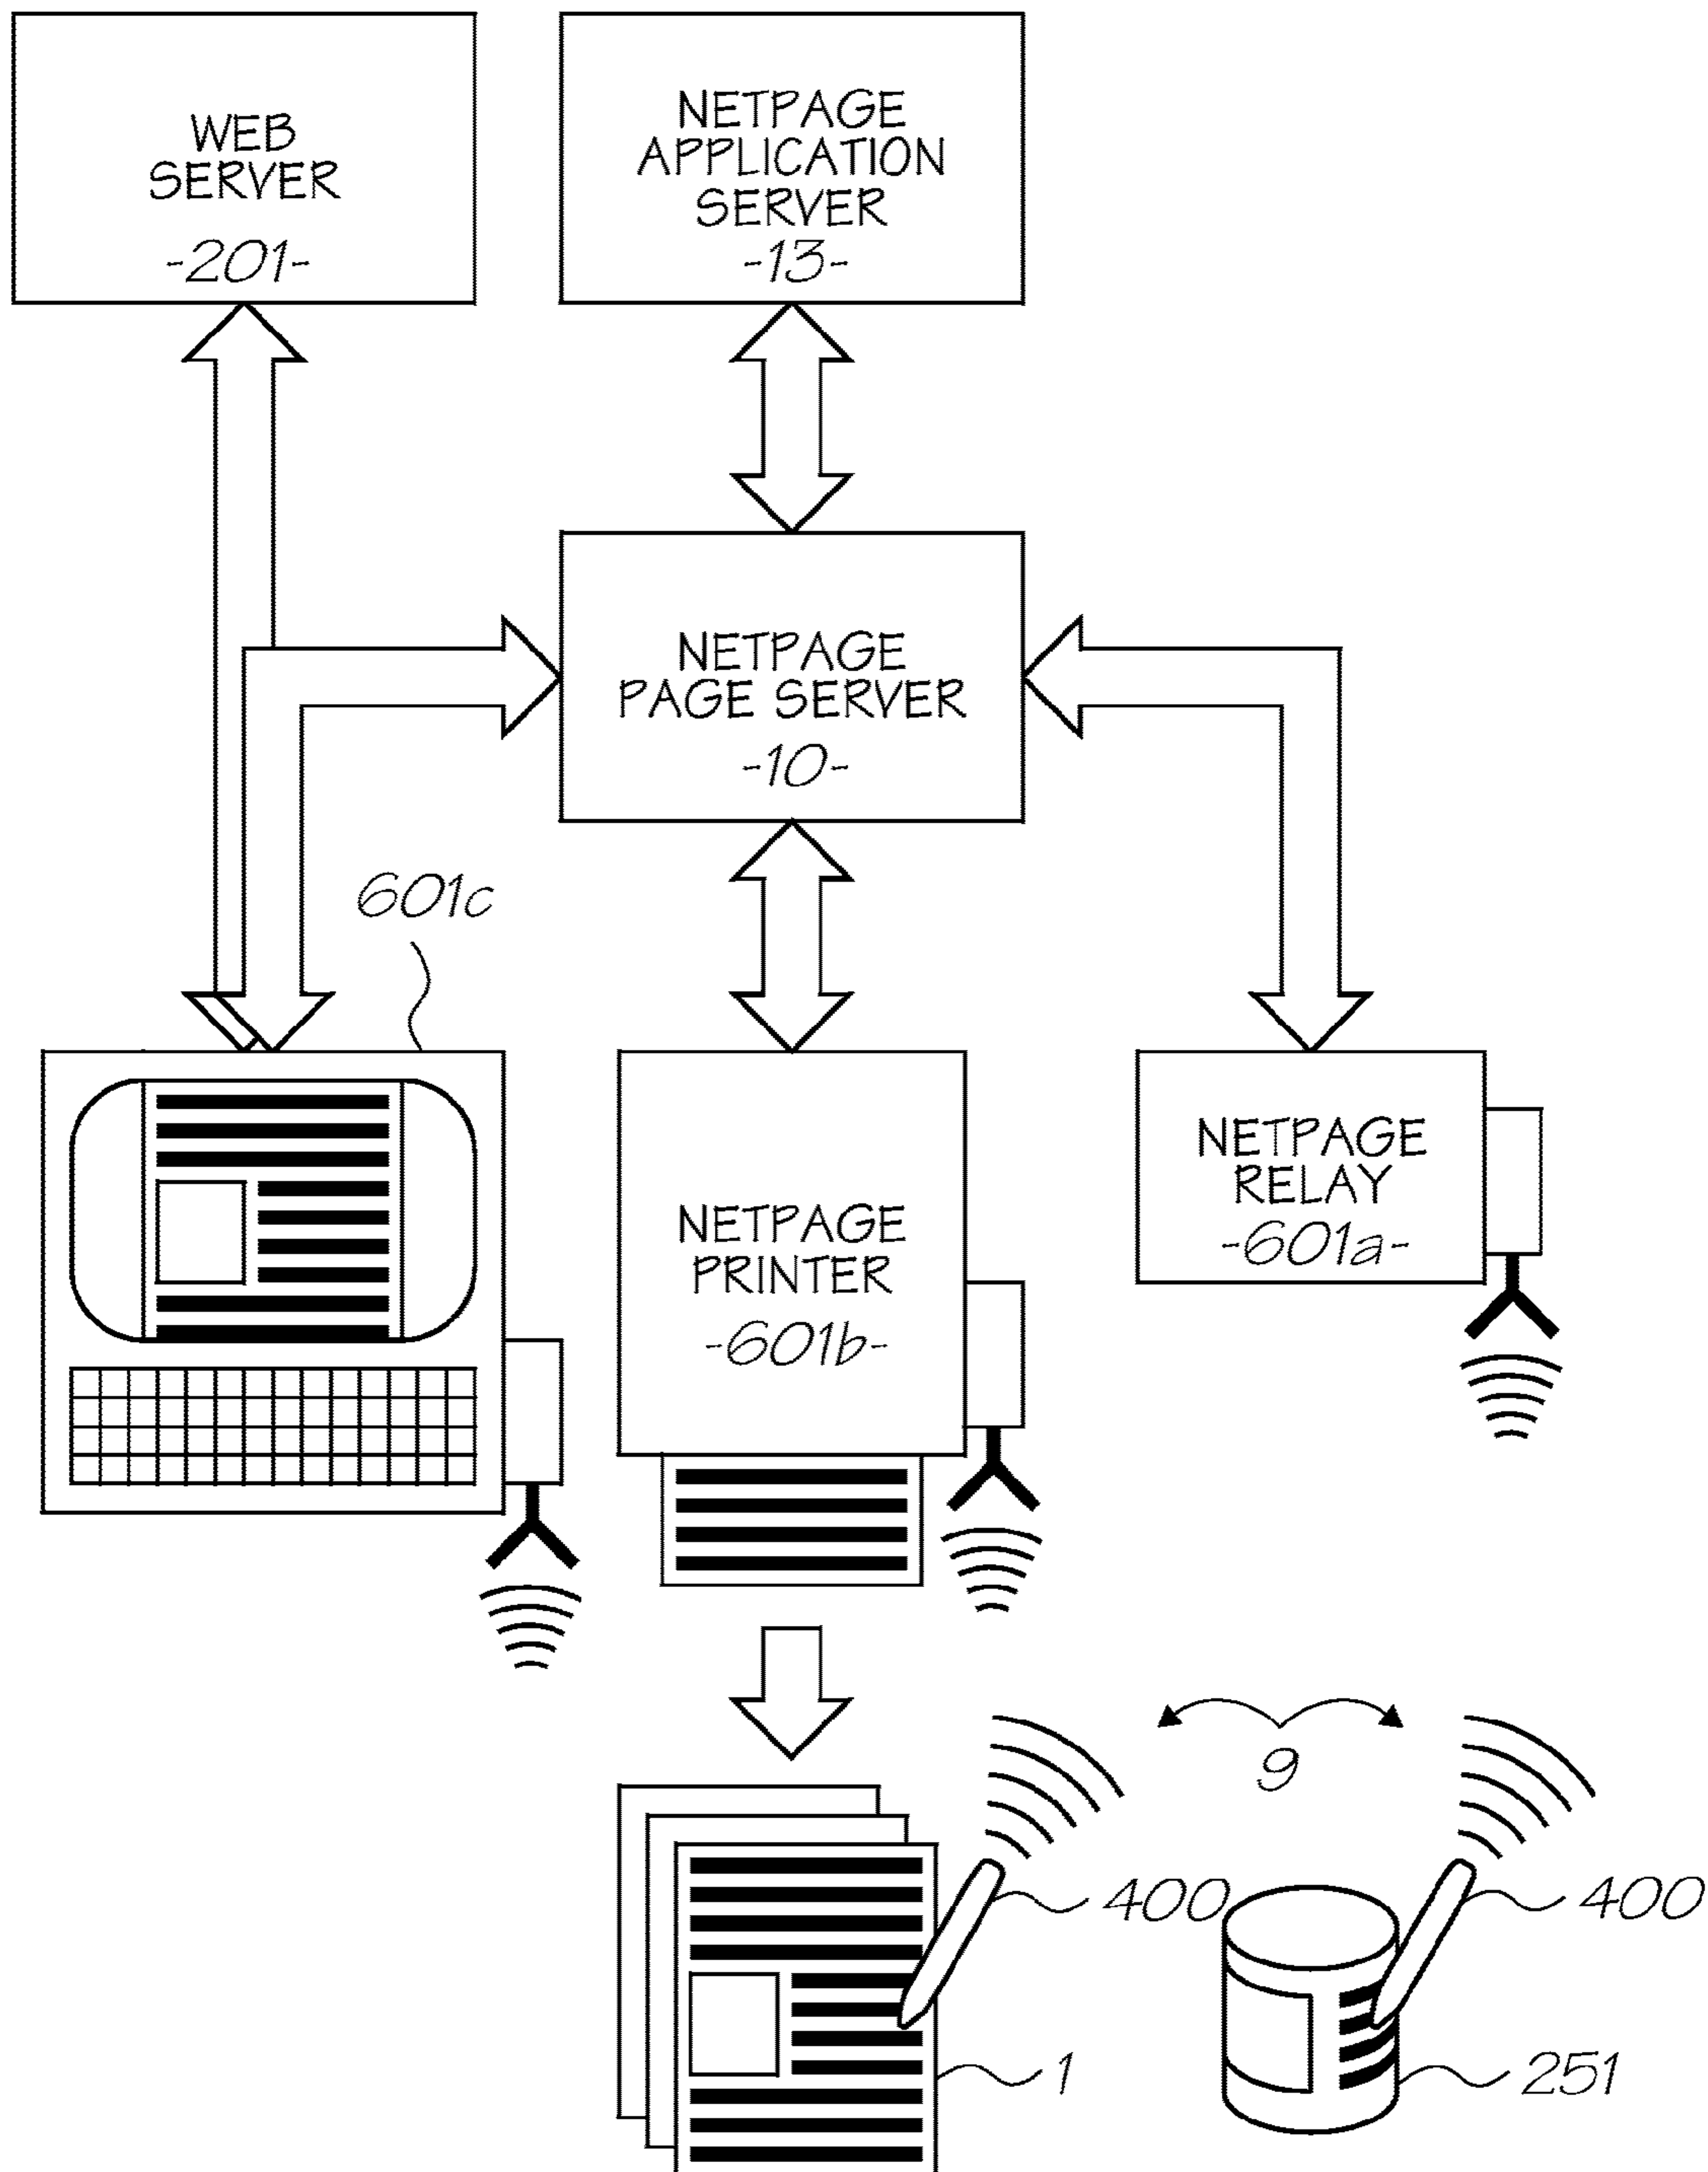 WEB
SERVER
-201-
NETPAGE
APPLICATION
SERVER
-13-
NETPAGE
PAGE SERVER
-10-
601c
NETPAGE
PRINTER
-601b-
NETPAGE
RELAY
-601a-
9
400
400
1
251